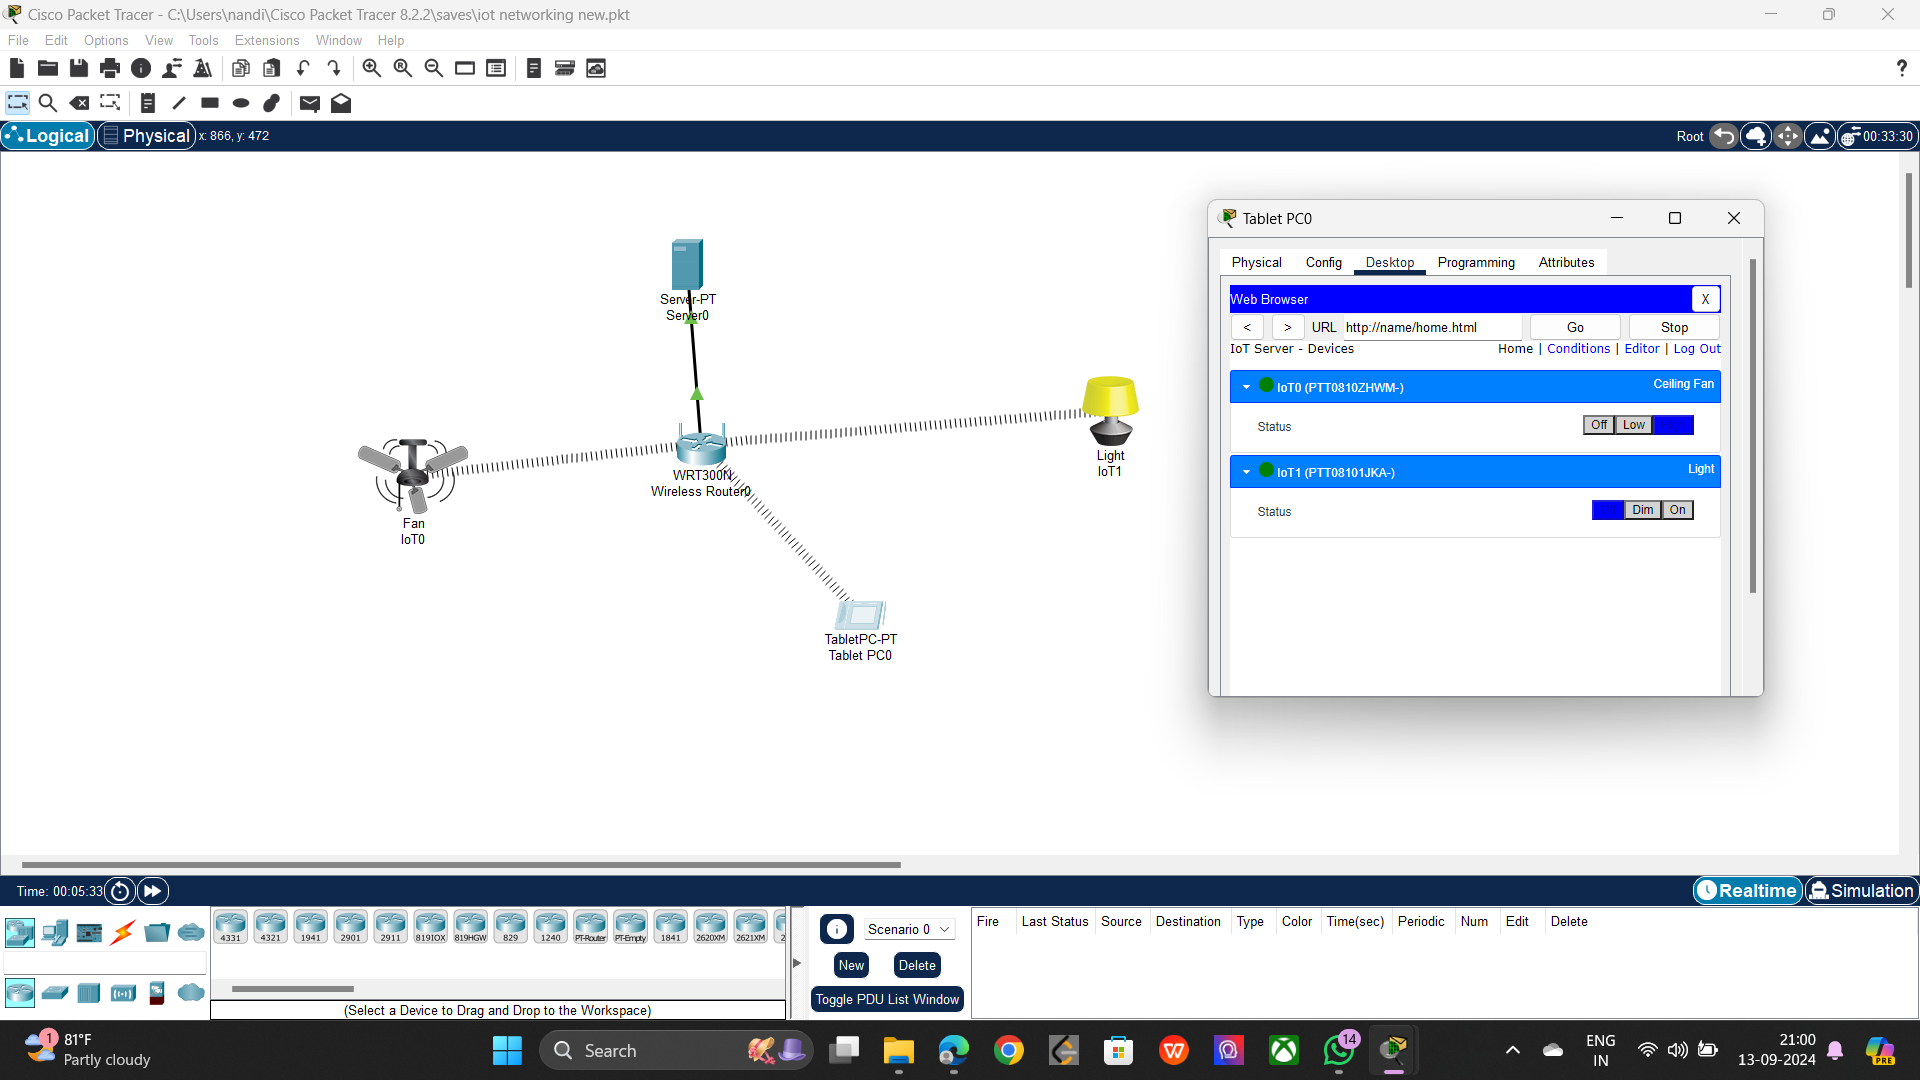 Cisco Packet Tracer - C:\Users\nandi\Cisco Packet Tracer 8.2.2\saves\iot networking new.pkt
File Edit Options View Tools Extensions Window Help
?
Logical Physical x: 866, y: 472 Root 00:33:30
Server-PT
Server0
Light
IoT1
WRT300N
Wireless Router0
Fan
IoT0
TabletPC-PT
Tablet PC0
Tablet PC0
Physical Config Desktop Programming Attributes
Web Browser X
< > URL http://name/home.html Go Stop
IoT Server - Devices Home | Conditions | Editor | Log Out
IoT0 (PTT0810ZHWM-) Ceiling Fan
Status Off Low
IoT1 (PTT08101JKA-) Light
Status Dim On
Time: 00:05:33 Realtime Simulation
4331 4321 1941 2901 2911 819IOX 819HGW 829 1240 PT-Router PT-Empty 1841 2620XM 2621XM 2
(Select a Device to Drag and Drop to the Workspace)
Scenario 0
New Delete
Toggle PDU List Window
Fire Last Status Source Destination Type Color Time(sec) Periodic Num Edit Delete
1
81°F
Partly cloudy
Search
14
ENG
IN
21:00
13-09-2024
PRE